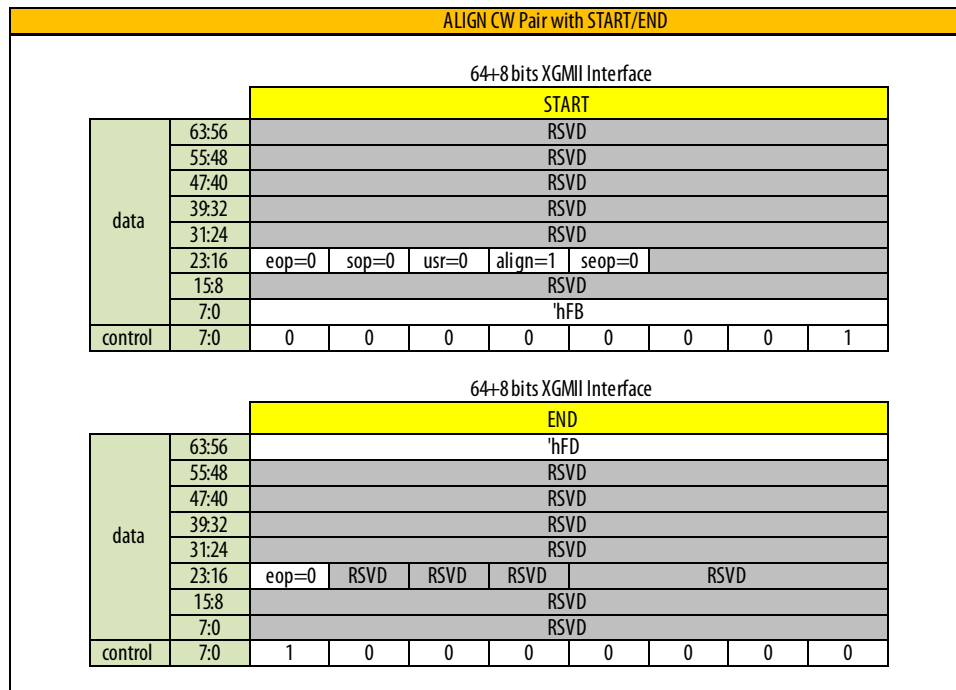 ALIGN CW Pair with START/END
64+8 bits XGMII Interface
START
63:56 RSVD
55:48 RSVD
47:40 RSVD
39:32 RSVD
data
31:24 RSVD
23:16 eop=0 sop=0 usr=0 align=1 seop=0
15:8 RSVD
7:0 'hFB
control 7:0 0 0 0 0 0 0 0 1
64+8 bits XGMII Interface
END
63:56 'hFD
55:48 RSVD
47:40 RSVD
39:32 RSVD
data
31:24 RSVD
23:16 eop=0 RSVD RSVD RSVD RSVD
15:8 RSVD
7:0 RSVD
control 7:0 1 0 0 0 0 0 0 0